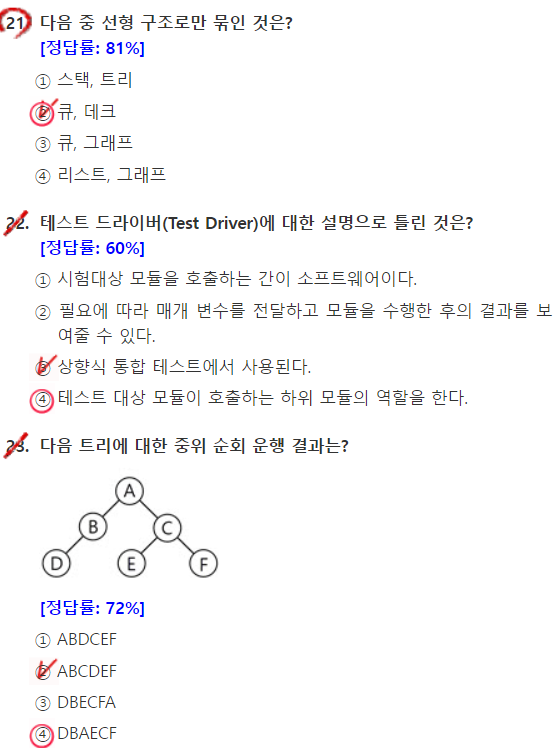 21. 다음 중 선형 구조로만 묶인 것은?
[정답률: 81%]
① 스택, 트리
② 큐, 데크
③ 큐, 그래프
④ 리스트, 그래프
22. 테스트 드라이버(Test Driver)에 대한 설명으로 틀린 것은?
[정답률: 60%]
① 시험대상 모듈을 호출하는 간이 소프트웨어이다.
② 필요에 따라 매개 변수를 전달하고 모듈을 수행한 후의 결과를 보
여줄 수 있다.
③ 상향식 통합 테스트에서 사용된다.
④ 테스트 대상 모듈이 호출하는 하위 모듈의 역할을 한다.
23. 다음 트리에 대한 중위 순회 운행 결과는?
A
B C
D E F
[정답률: 72%]
① ABDCEF
② ABCDEF
③ DBECFA
④ DBAECF